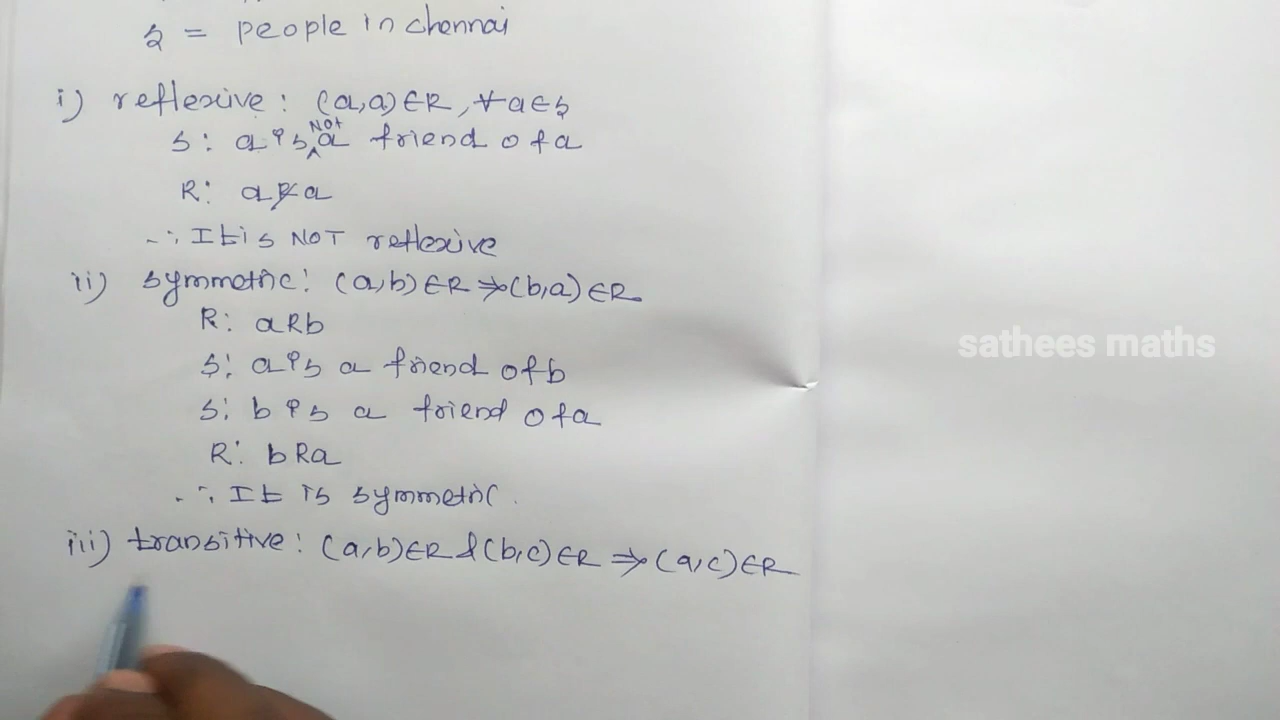 S = people in chennai
i) reflexive : (a,a)∈R, ∀a∈S
NOT
S : a is ‸ a friend of a
R: a R̸ a
∴ It is NOT reflexive
ii) symmetric: (a,b)∈R ⇒ (b,a)∈R
R: aRb
S: a is a friend of b
S: b is a friend of a
R: bRa
∴ It is symmetric.
iii) transitive: (a,b)∈R & (b,c)∈R ⇒ (a,c)∈R
sathees maths